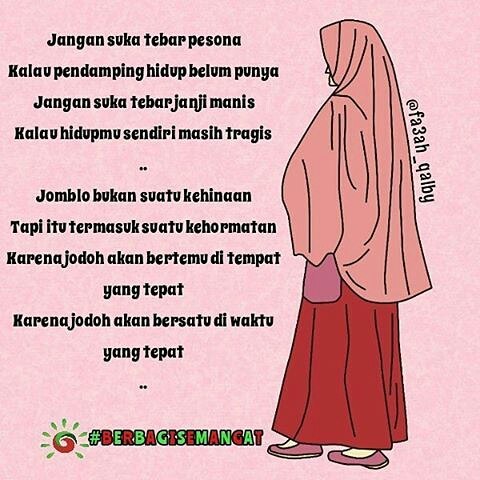 Jangan suka tebar pesona
Kalau pendamping hidup belum punya
Jangan suka tebar janji manis
Kalau hidupmu sendiri masih tragis
..
Jomblo bukan suatu kehinaan
Tapi itu termasuk suatu kehormatan
Karena jodoh akan bertemu di tempat
yang tepat
Karena jodoh akan bersatu di waktu
yang tepat
..
#BERBAGISEMANGAT
@fa3ah_qalby